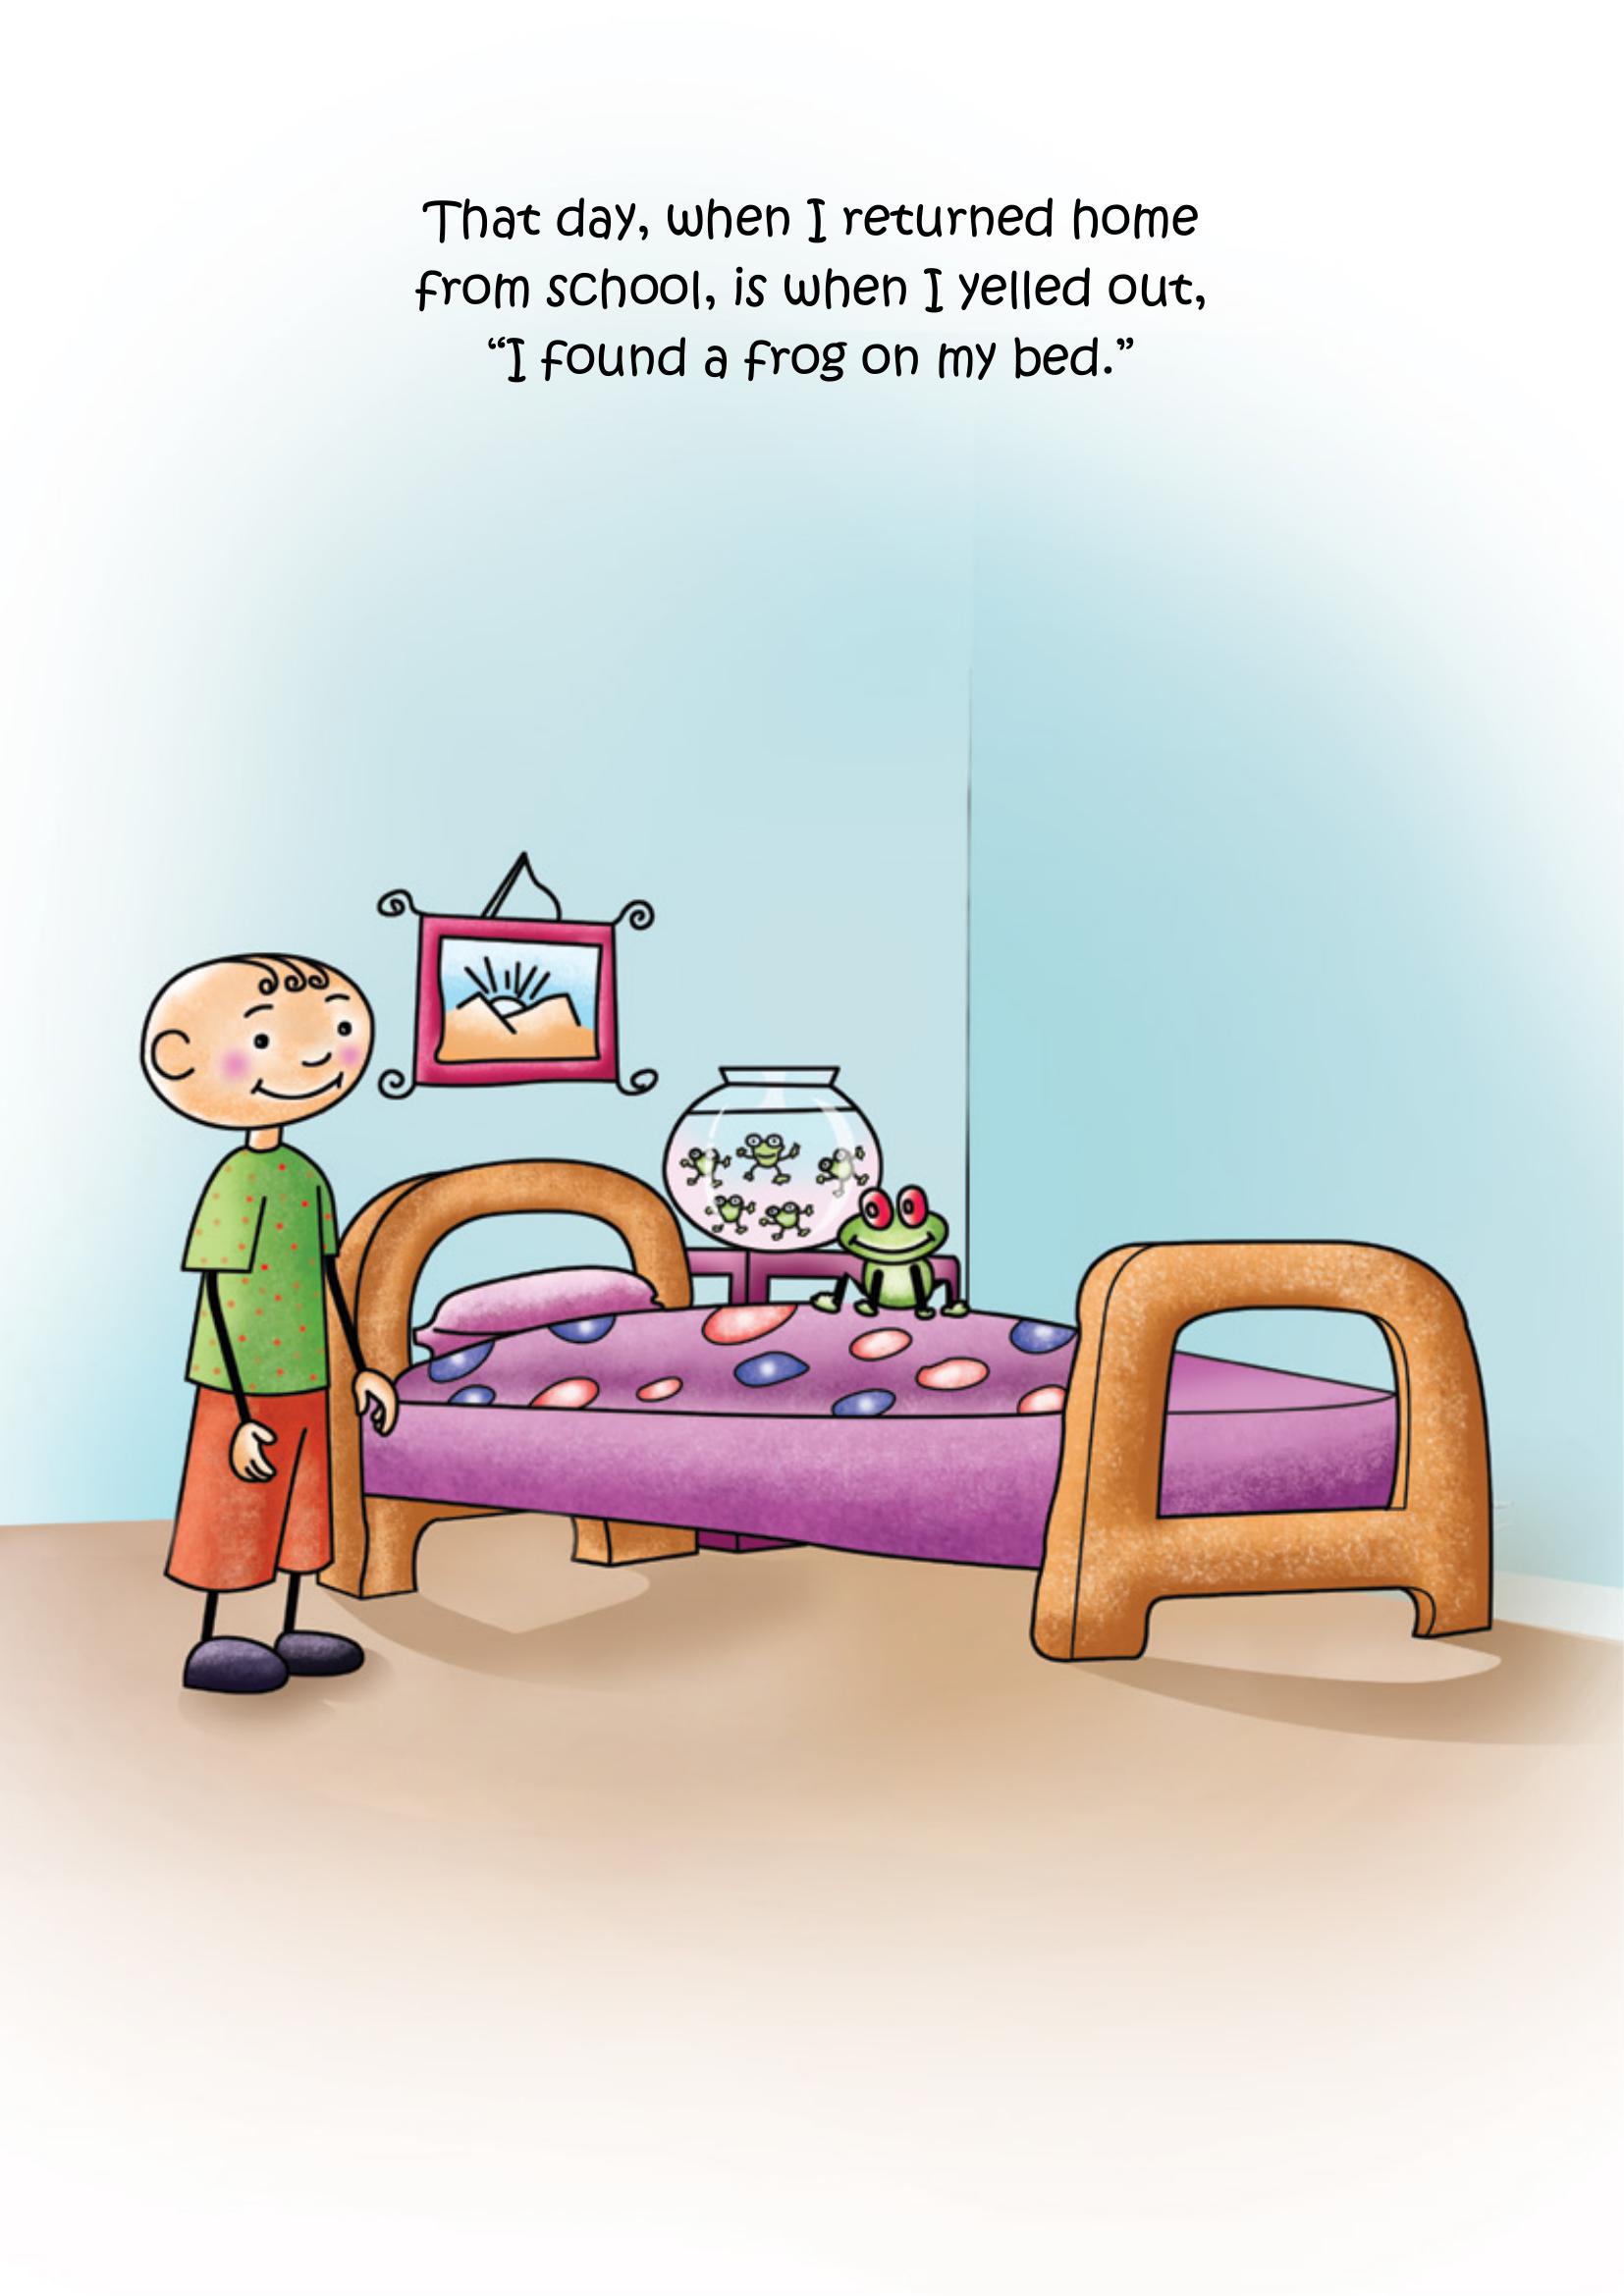 That day, when I returned home
from school, is when I yelled out,
“I found a frog on my bed.”